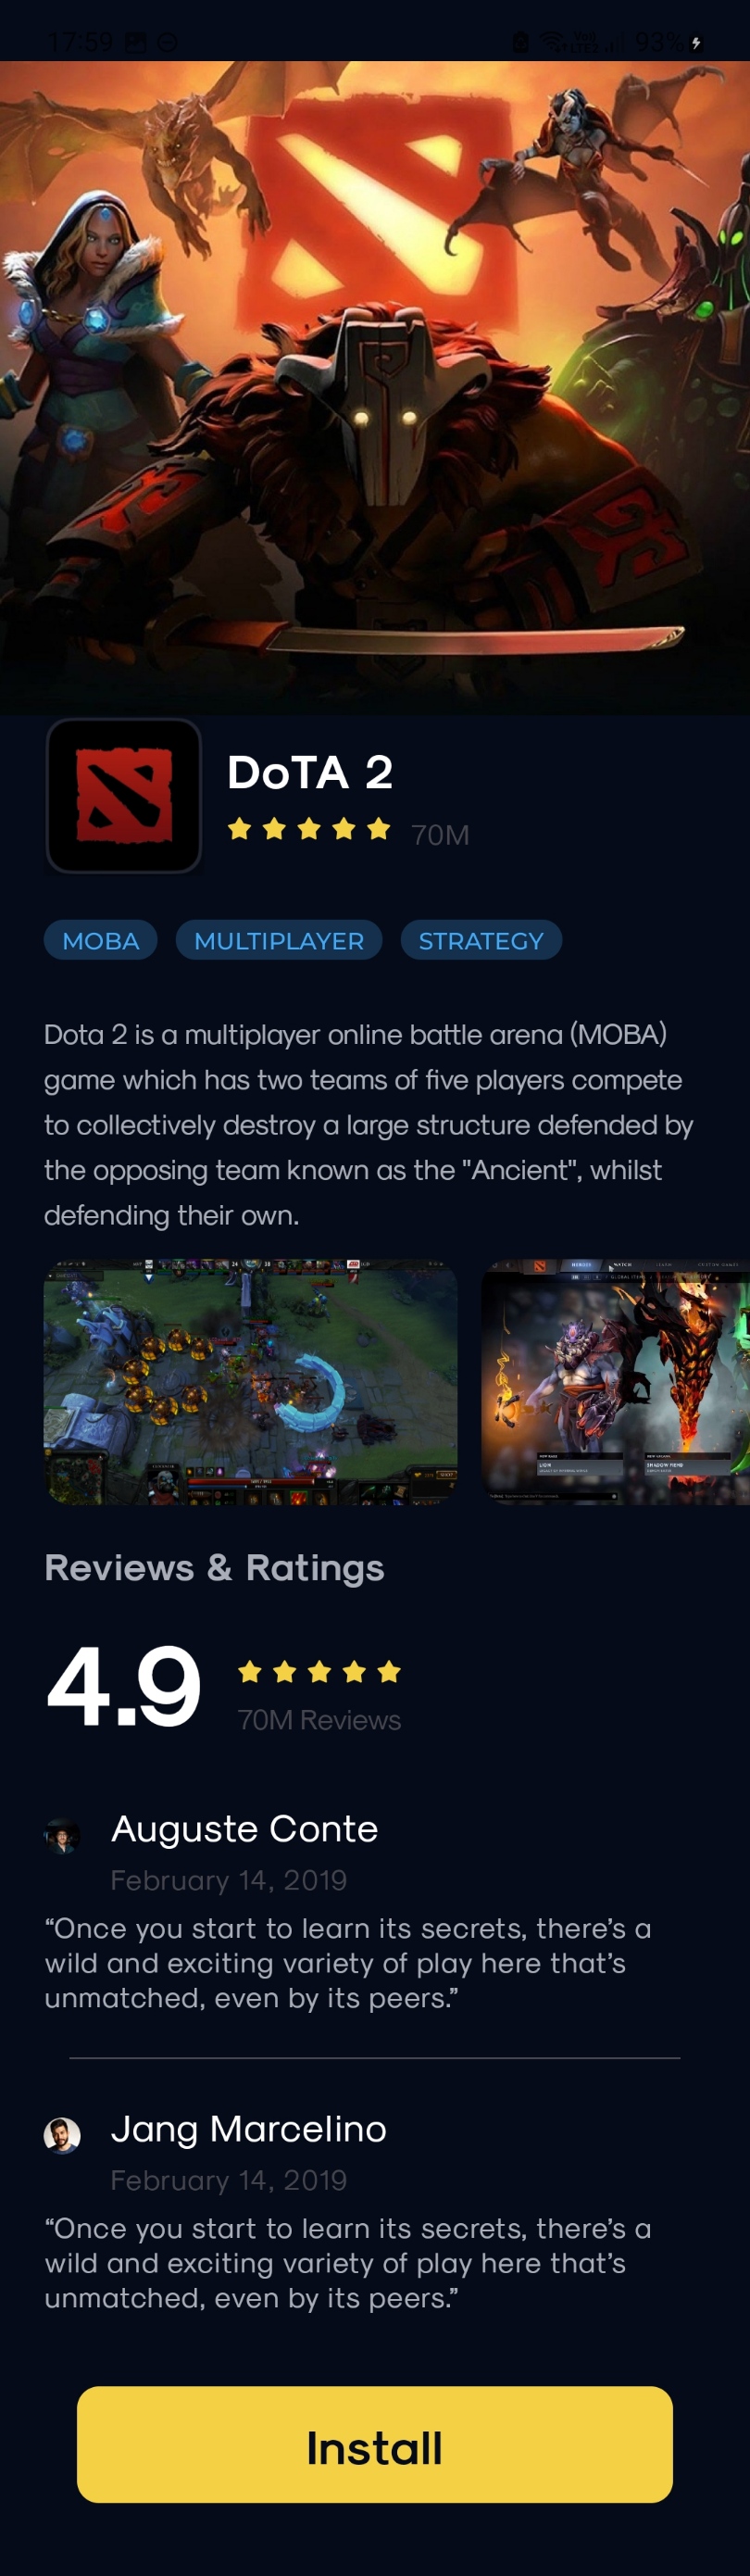 17:59
93%
DoTA 2
70M
MOBA MULTIPLAYER STRATEGY
Dota 2 is a multiplayer online battle arena (MOBA)
game which has two teams of five players compete
to collectively destroy a large structure defended by
the opposing team known as the "Ancient", whilst
defending their own.
HEROES WATCH
LION
SHADOW FIEND
Reviews & Ratings
4.9
70M Reviews
Auguste Conte
February 14, 2019
“Once you start to learn its secrets, there’s a
wild and exciting variety of play here that’s
unmatched, even by its peers.”
Jang Marcelino
February 14, 2019
“Once you start to learn its secrets, there’s a
wild and exciting variety of play here that’s
unmatched, even by its peers.”
Install